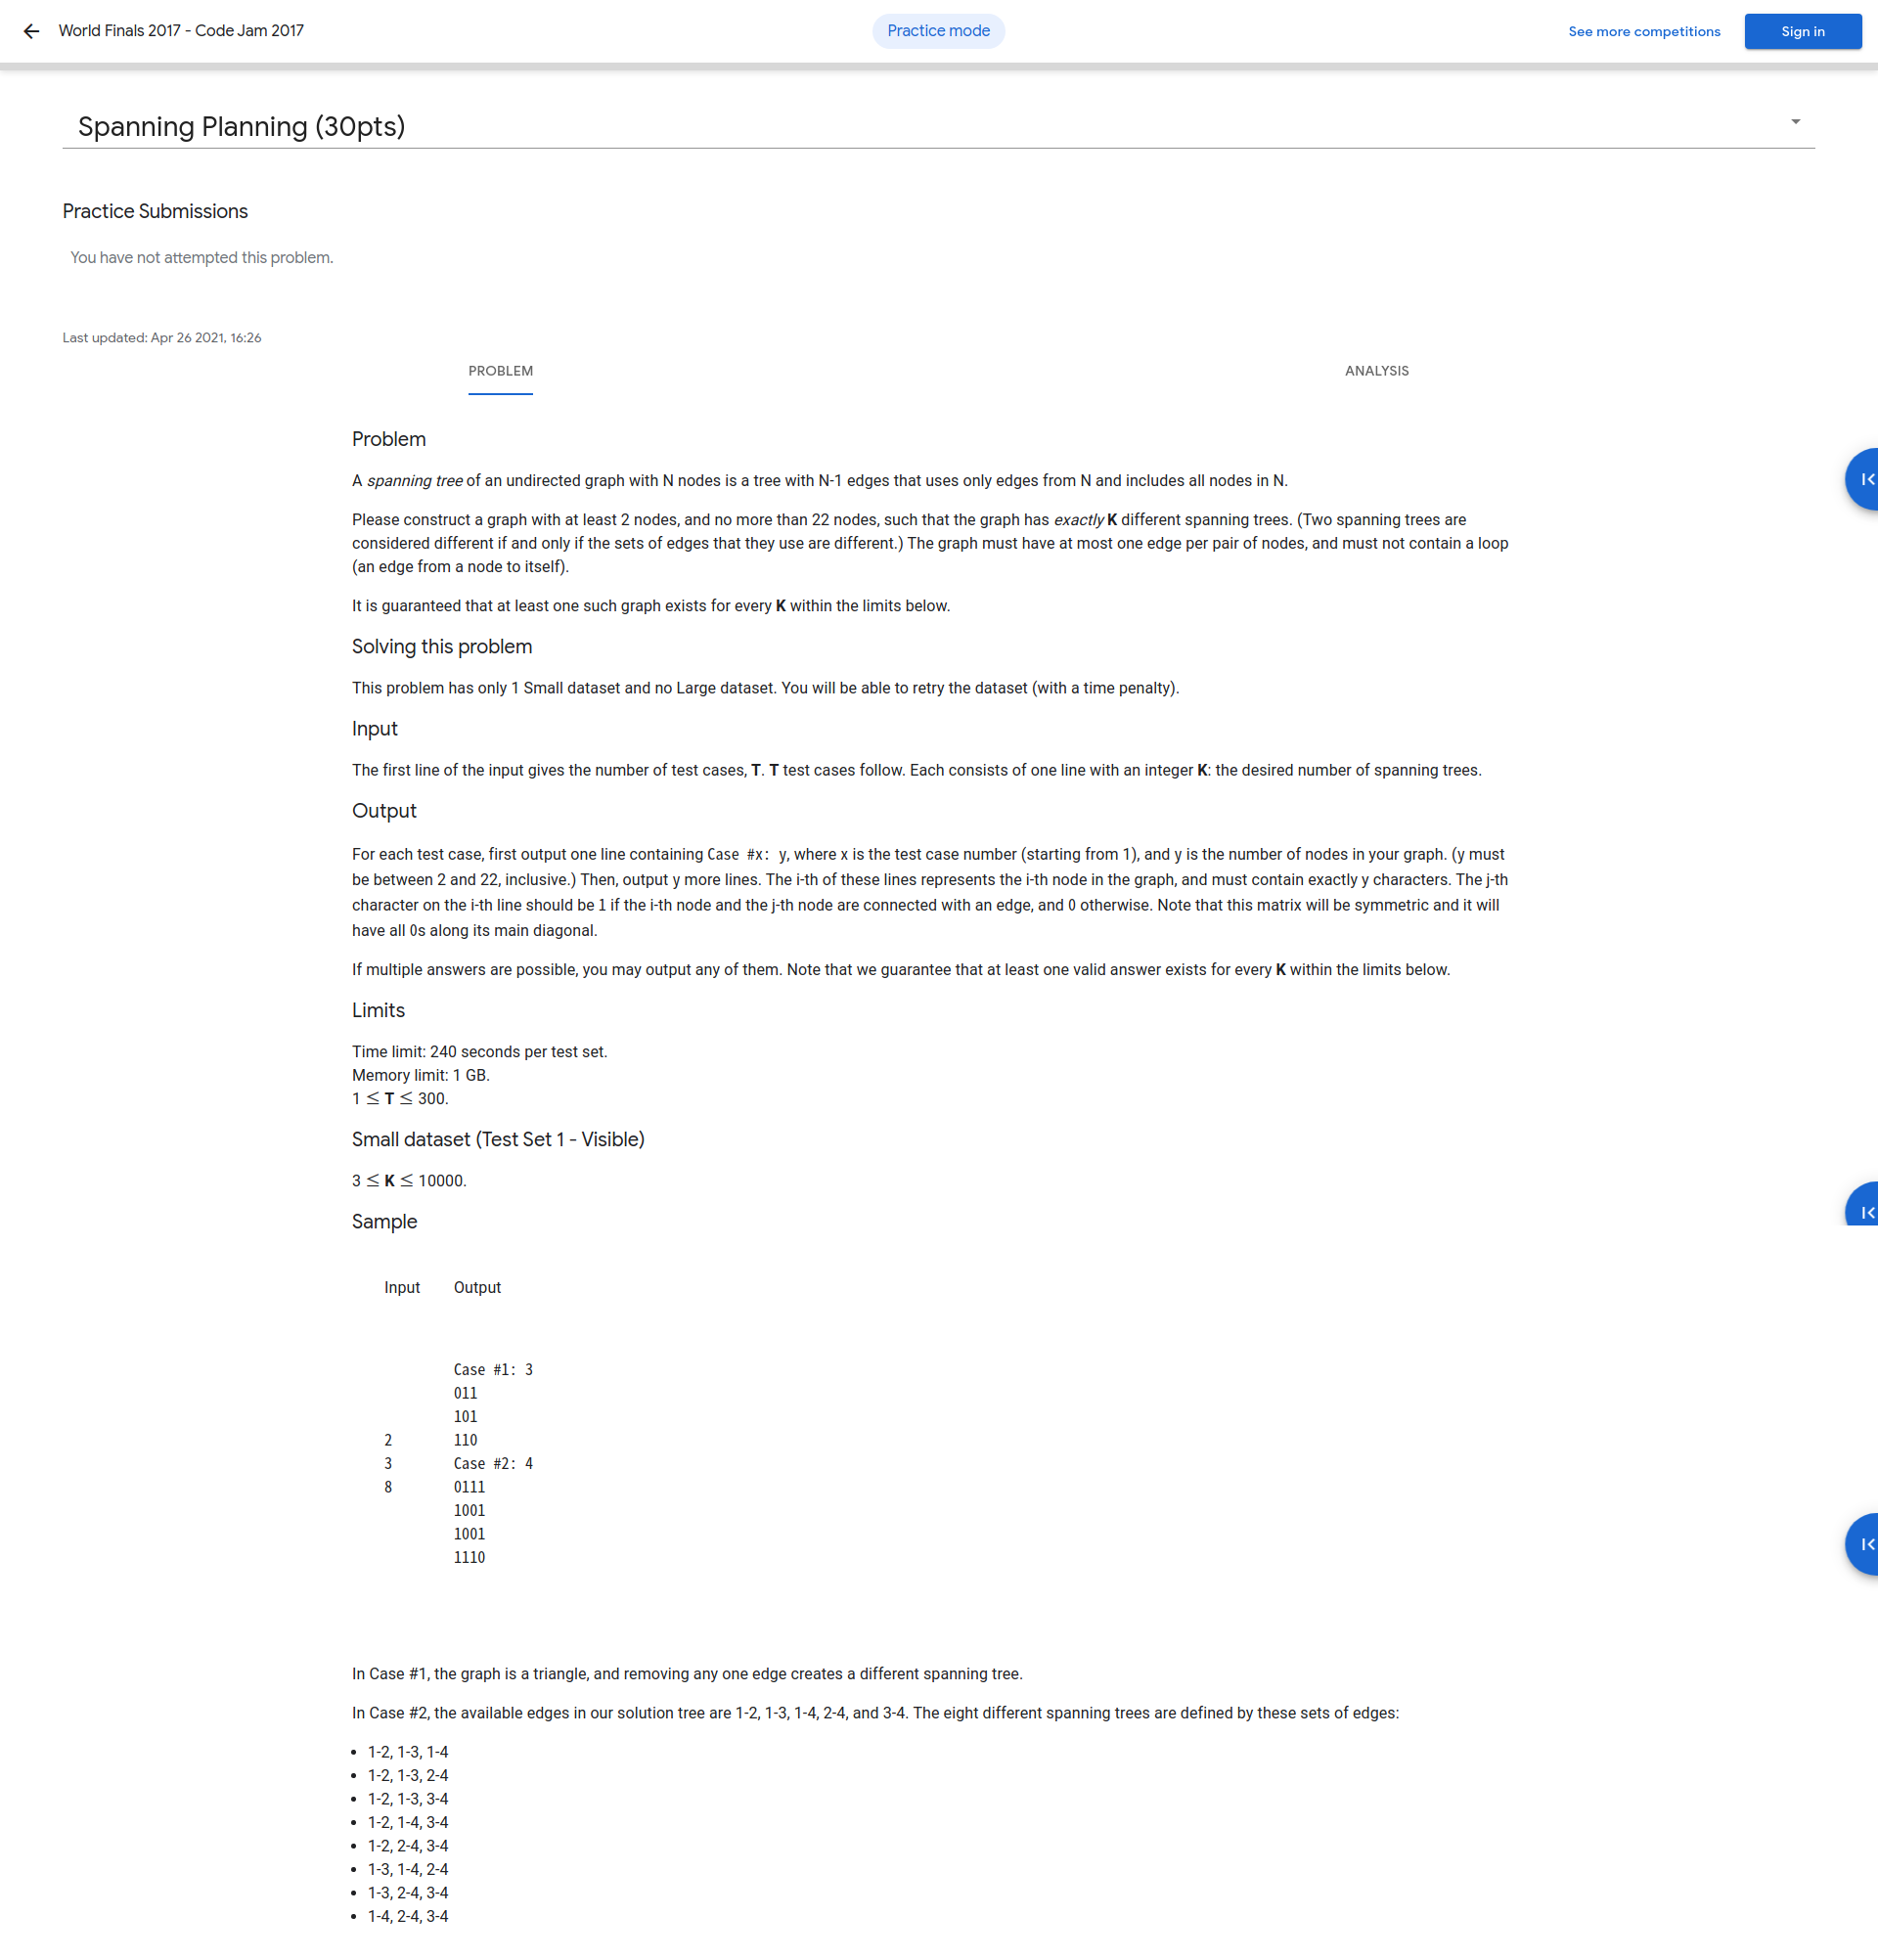 World Finals 2017 - Code Jam 2017
Practice mode
See more competitions
Sign in
Spanning Planning (30pts)
Practice Submissions
You have not attempted this problem.
Last updated: Apr 26 2021, 16:26
PROBLEM
ANALYSIS
Problem
A spanning tree of an undirected graph with N nodes is a tree with N-1 edges that uses only edges from N and includes all nodes in N.
Please construct a graph with at least 2 nodes, and no more than 22 nodes, such that the graph has exactly K different spanning trees. (Two spanning trees are
considered different if and only if the sets of edges that they use are different.) The graph must have at most one edge per pair of nodes, and must not contain a loop
(an edge from a node to itself).
It is guaranteed that at least one such graph exists for every K within the limits below.
Solving this problem
This problem has only 1 Small dataset and no Large dataset. You will be able to retry the dataset (with a time penalty).
Input
The first line of the input gives the number of test cases, T. T test cases follow. Each consists of one line with an integer K: the desired number of spanning trees.
Output
For each test case, first output one line containing Case #x: y, where x is the test case number (starting from 1), and y is the number of nodes in your graph. (y must
be between 2 and 22, inclusive.) Then, output y more lines. The i-th of these lines represents the i-th node in the graph, and must contain exactly y characters. The j-th
character on the i-th line should be 1 if the i-th node and the j-th node are connected with an edge, and 0 otherwise. Note that this matrix will be symmetric and it will
have all 0s along its main diagonal.
If multiple answers are possible, you may output any of them. Note that we guarantee that at least one valid answer exists for every K within the limits below.
Limits
Time limit: 240 seconds per test set.
Memory limit: 1 GB.
1 ≤ T ≤ 300.
Small dataset (Test Set 1 - Visible)
3 ≤ K ≤ 10000.
Sample
Input
Output
2
3
8
Case #1: 3
011
101
110
Case #2: 4
0111
1001
1001
1110
In Case #1, the graph is a triangle, and removing any one edge creates a different spanning tree.
In Case #2, the available edges in our solution tree are 1-2, 1-3, 1-4, 2-4, and 3-4. The eight different spanning trees are defined by these sets of edges:
• 1-2, 1-3, 1-4
• 1-2, 1-3, 2-4
• 1-2, 1-3, 3-4
• 1-2, 1-4, 3-4
• 1-2, 2-4, 3-4
• 1-3, 1-4, 2-4
• 1-3, 2-4, 3-4
• 1-4, 2-4, 3-4